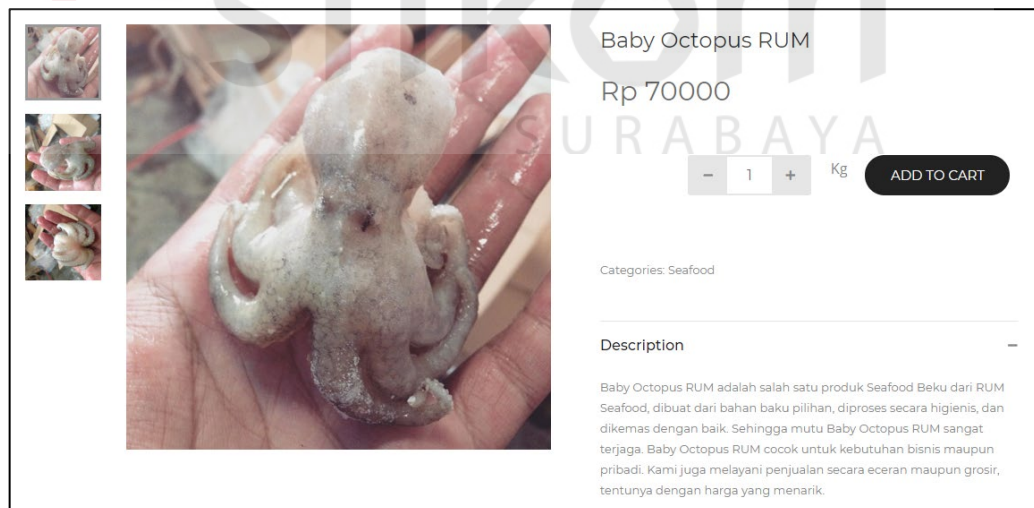 SURABAYA
Baby Octopus RUM
Rp 70000
− 1 + Kg ADD TO CART
Categories: Seafood
Description −
Baby Octopus RUM adalah salah satu produk Seafood Beku dari RUM
Seafood, dibuat dari bahan baku pilihan, diproses secara higienis, dan
dikemas dengan baik. Sehingga mutu Baby Octopus RUM sangat
terjaga. Baby Octopus RUM cocok untuk kebutuhan bisnis maupun
pribadi. Kami juga melayani penjualan secara eceran maupun grosir,
tentunya dengan harga yang menarik.